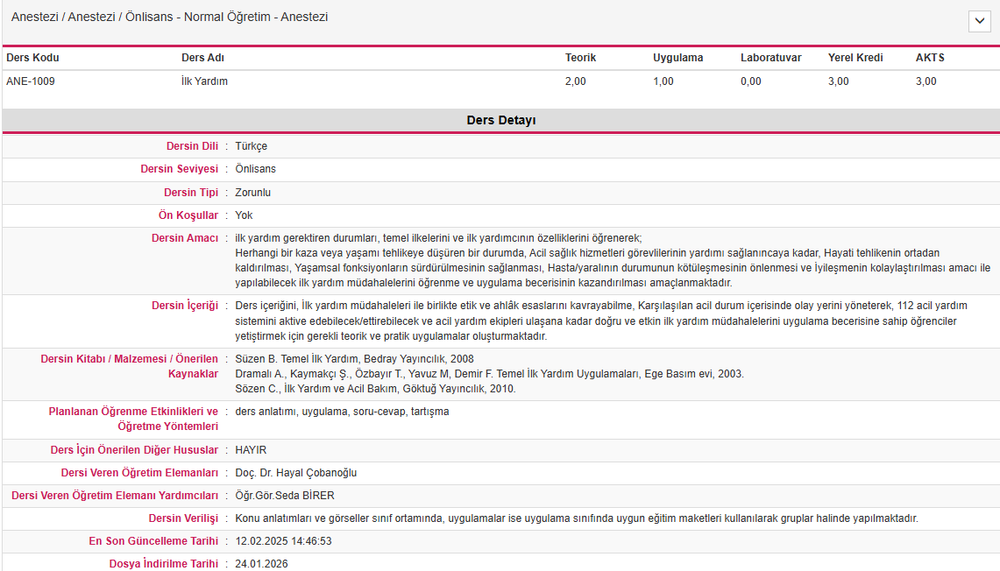 Anestezi / Anestezi / Önlisans - Normal Öğretim - Anestezi
Ders Kodu Ders Adı Teorik Uygulama Laboratuvar Yerel Kredi AKTS
ANE-1009 İlk Yardım 2,00 1,00 0,00 3,00 3,00
Ders Detayı
Dersin Dili : Türkçe
Dersin Seviyesi : Önlisans
Dersin Tipi : Zorunlu
Ön Koşullar : Yok
Dersin Amacı : ilk yardım gerektiren durumları, temel ilkelerini ve ilk yardımcının özelliklerini öğrenerek;
Herhangi bir kaza veya yaşamı tehlikeye düşüren bir durumda, Acil sağlık hizmetleri görevlilerinin yardımı sağlanıncaya kadar, Hayati tehlikenin ortadan
kaldırılması, Yaşamsal fonksiyonların sürdürülmesinin sağlanması, Hasta/yaralının durumunun kötüleşmesinin önlenmesi ve İyileşmenin kolaylaştırılması amacı ile
yapılabilecek ilk yardım müdahalelerini öğrenme ve uygulama becerisinin kazandırılması amaçlanmaktadır.
Dersin İçeriği : Ders içeriğini, İlk yardım müdahaleleri ile birlikte etik ve ahlâk esaslarını kavrayabilme, Karşılaşılan acil durum içerisinde olay yerini yöneterek, 112 acil yardım
sistemini aktive edebilecek/ettirebilecek ve acil yardım ekipleri ulaşana kadar doğru ve etkin ilk yardım müdahalelerini uygulama becerisine sahip öğrenciler
yetiştirmek için gerekli teorik ve pratik uygulamalar oluşturmaktadır.
Dersin Kitabı / Malzemesi / Önerilen : Süzen B. Temel İlk Yardım, Bedray Yayıncılık, 2008
Kaynaklar Dramalı A., Kaymakçı Ş., Özbayır T., Yavuz M, Demir F. Temel İlk Yardım Uygulamaları, Ege Basım evi, 2003.
Sözen C., İlk Yardım ve Acil Bakım, Göktuğ Yayıncılık, 2010.
Planlanan Öğrenme Etkinlikleri ve : ders anlatımı, uygulama, soru-cevap, tartışma
Öğretme Yöntemleri
Ders İçin Önerilen Diğer Hususlar : HAYIR
Dersi Veren Öğretim Elemanları : Doç. Dr. Hayal Çobanoğlu
Dersi Veren Öğretim Elemanı Yardımcıları : Öğr.Gör.Seda BİRER
Dersin Verilişi : Konu anlatımları ve görseller sınıf ortamında, uygulamalar ise uygulama sınıfında uygun eğitim maketleri kullanılarak gruplar halinde yapılmaktadır.
En Son Güncelleme Tarihi : 12.02.2025 14:46:53
Dosya İndirilme Tarihi : 24.01.2026